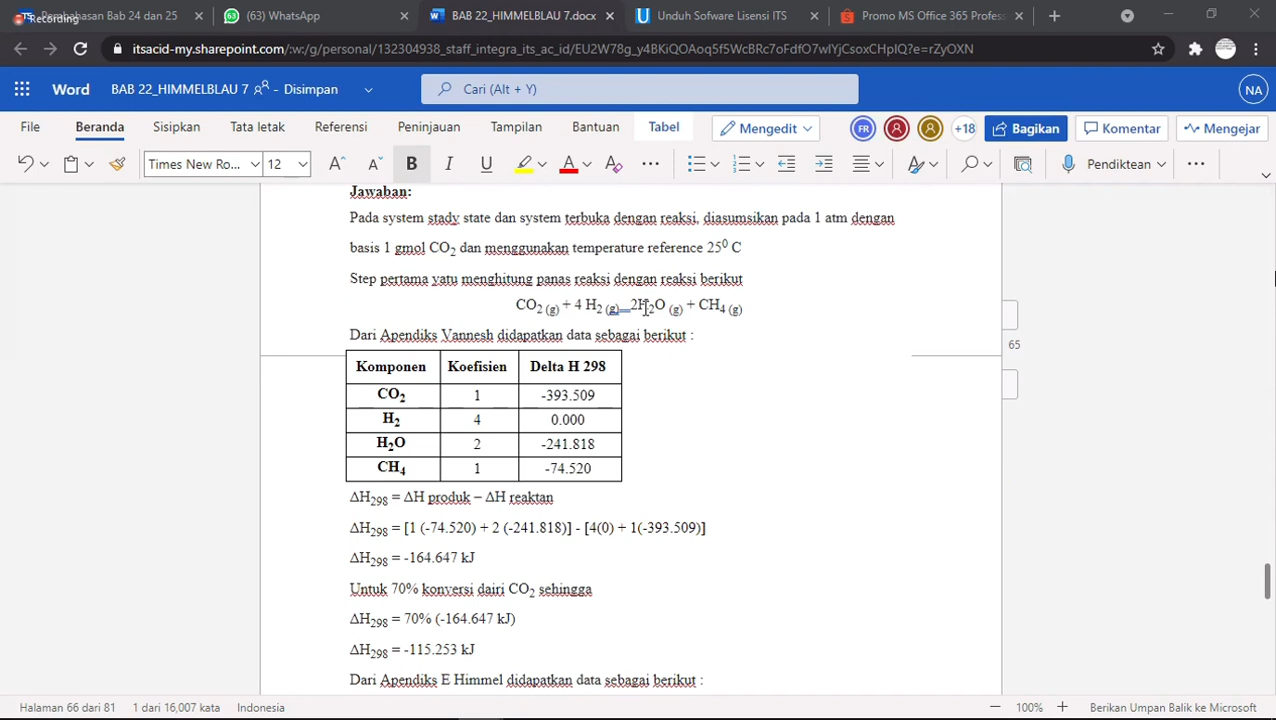 Recording
Pembahasan Bab 24 dan 25
(63) WhatsApp
BAB 22_HIMMELBLAU 7.docx
Unduh Sofware Lisensi ITS
Promo MS Office 365 Profess
itsacid-my.sharepoint.com/:w:/g/personal/132304938_staff_integra_its_ac_id/EU2W78g_y4BKiQOAoq5f5WcBRc7oFdfO7wIYjCsoxCHpIQ?e=rZyOXN
Word
BAB 22_HIMMELBLAU 7 - Disimpan
Cari (Alt + Y)
NA
File Beranda Sisipkan Tata letak Referensi Peninjauan Tampilan Bantuan Tabel Mengedit FR +18 Bagikan Komentar Mengejar
Times New Ro... 12 A A B I U A A Pendiktean
Jawaban:
Pada system stady state dan system terbuka dengan reaksi, diasumsikan pada 1 atm dengan
basis 1 gmol CO₂ dan menggunakan temperature reference 25⁰ C
Step pertama yatu menghitung panas reaksi dengan reaksi berikut
CO₂ (g) + 4 H₂ (g) 2H₂O (g) + CH₄ (g)
65
Dari Apendiks Vannesh didapatkan data sebagai berikut :
Komponen Koefisien Delta H 298
CO₂ 1 -393.509
H₂ 4 0.000
H₂O 2 -241.818
CH₄ 1 -74.520
ΔH₂₉₈ = ΔH produk – ΔH reaktan
ΔH₂₉₈ = [1 (-74.520) + 2 (-241.818)] - [4(0) + 1(-393.509)]
ΔH₂₉₈ = -164.647 kJ
Untuk 70% konversi dairi CO₂ sehingga
ΔH₂₉₈ = 70% (-164.647 kJ)
ΔH₂₉₈ = -115.253 kJ
Dari Apendiks E Himmel didapatkan data sebagai berikut :
Halaman 66 dari 81 1 dari 16,007 kata Indonesia 100% Berikan Umpan Balik ke Microsoft